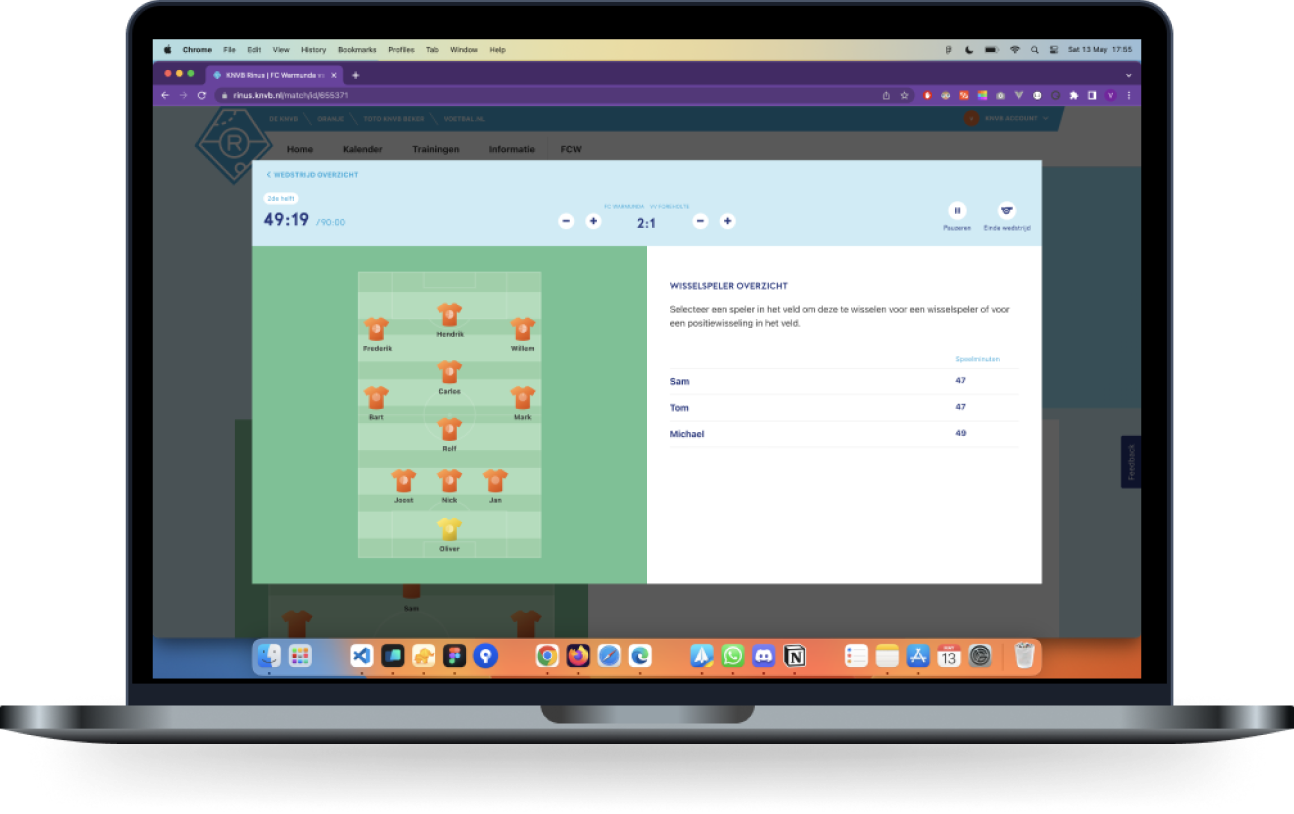 Chrome File Edit View History Bookmarks Profiles Tab Window Help
Sat 13 May 17:55
KNVB Rinus | FC Warmunda
rinus.knvb.nl/match/id/655371
DE KNVB ORANJE TOTO KNVB BEKER VOETBAL.NL
KNVB ACCOUNT
R
Home Kalender Trainingen Informatie FCW
WEDSTRIJD OVERZICHT
2de helft
49:19 /90:00
FC WARMUNDA
2:1
Pauzeren
Einde wedstrijd
Frederik
Hendrik
Willem
Carlos
Bart
Mark
Rolf
Joost
Nick
Jan
Oliver
WISSELSPELER OVERZICHT
Selecteer een speler in het veld om deze te wisselen voor een wisselspeler of voor
een positiewisseling in het veld.
Speelminuten
Sam 47
Tom 47
Michael 49
Feedback
Sam
N
13